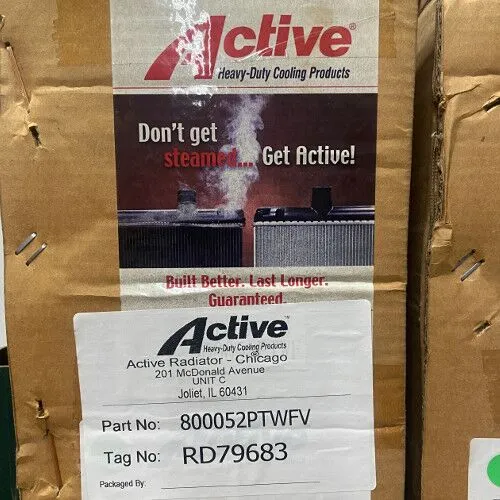 Active®
Heavy-Duty Cooling Products
Don't get
steamed... Get Active!
Built Better. Last Longer.
Guaranteed.
Active®
Heavy-Duty Cooling Products
Active Radiator - Chicago
201 McDonald Avenue
UNIT C
Joliet, IL 60431
Part No: 800052PTWFV
Tag No: RD79683
Packaged By: